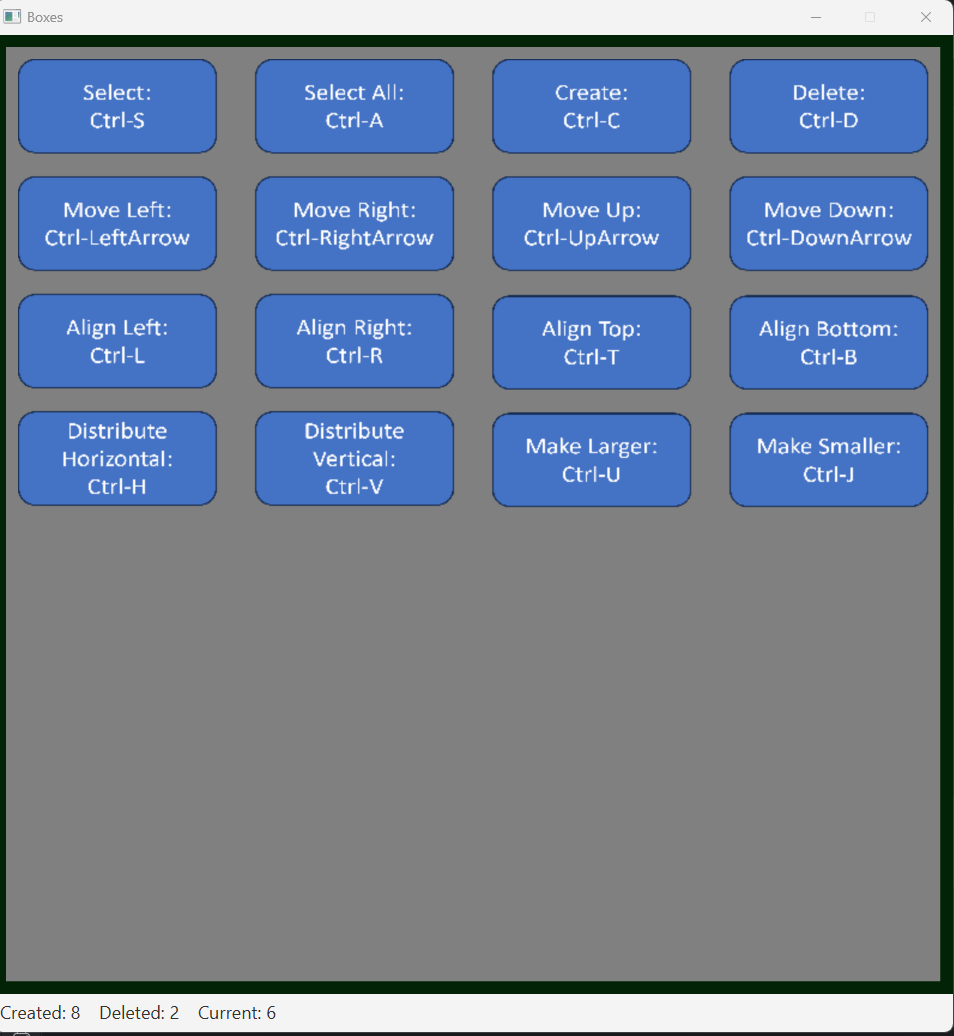 Boxes
Select:
Ctrl-S
Select All:
Ctrl-A
Create:
Ctrl-C
Delete:
Ctrl-D
Move Left:
Ctrl-LeftArrow
Move Right:
Ctrl-RightArrow
Move Up:
Ctrl-UpArrow
Move Down:
Ctrl-DownArrow
Align Left:
Ctrl-L
Align Right:
Ctrl-R
Align Top:
Ctrl-T
Align Bottom:
Ctrl-B
Distribute
Horizontal:
Ctrl-H
Distribute
Vertical:
Ctrl-V
Make Larger:
Ctrl-U
Make Smaller:
Ctrl-J
Created: 8 Deleted: 2 Current: 6